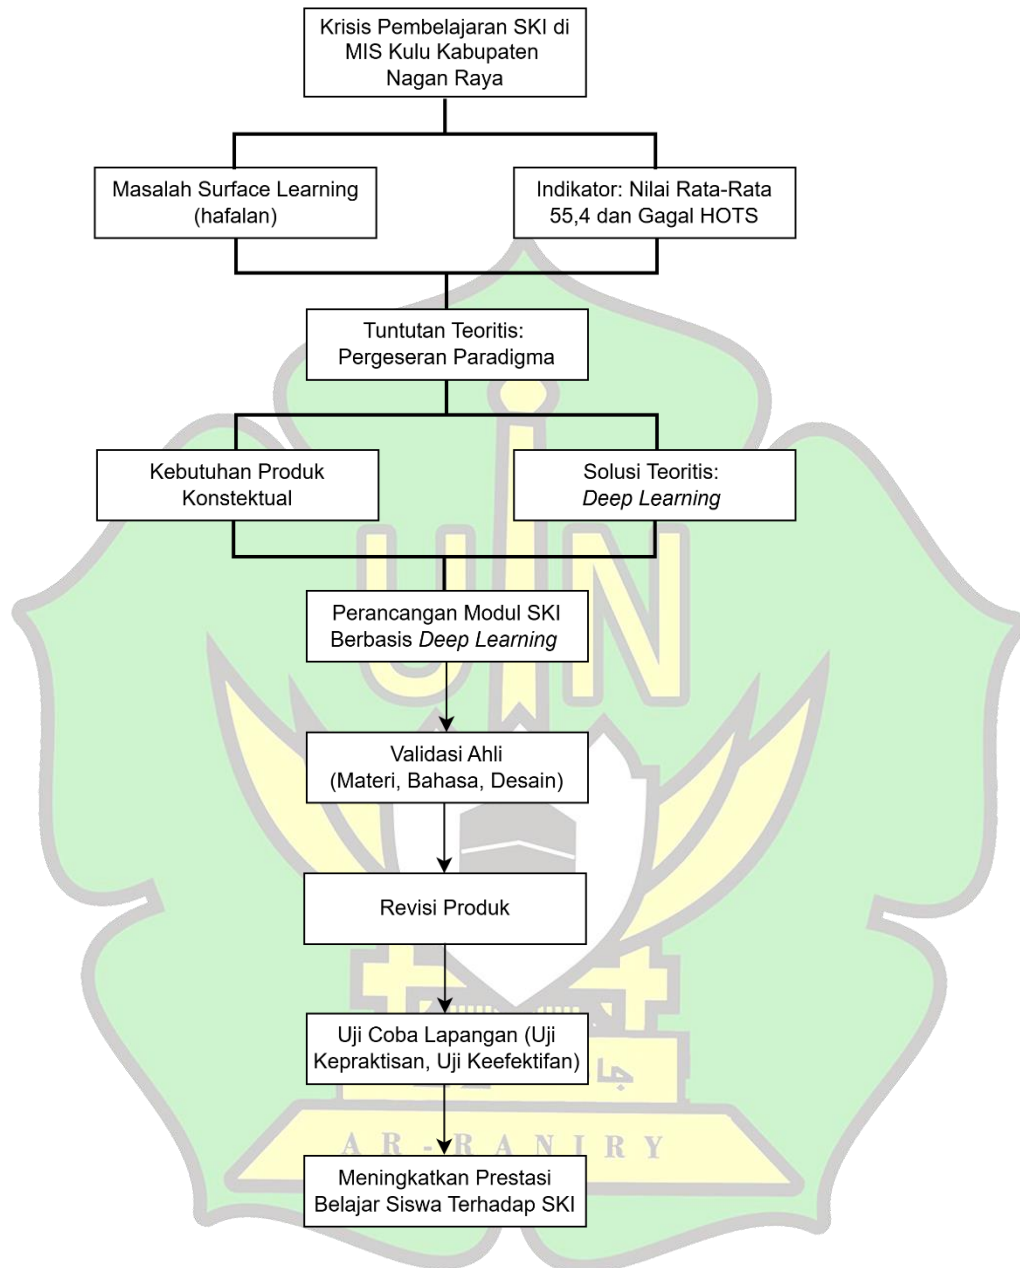 Krisis Pembelajaran SKI di
MIS Kulu Kabupaten
Nagan Raya
Masalah Surface Learning
(hafalan)
Indikator: Nilai Rata-Rata
55,4 dan Gagal HOTS
Tuntutan Teoritis:
Pergeseran Paradigma
Kebutuhan Produk
Konstektual
Solusi Teoritis:
Deep Learning
UIN
Perancangan Modul SKI
Berbasis Deep Learning
Validasi Ahli
(Materi, Bahasa, Desain)
Revisi Produk
Uji Coba Lapangan (Uji
Kepraktisan, Uji Keefektifan)
AR-RANIRY
Meningkatkan Prestasi
Belajar Siswa Terhadap SKI